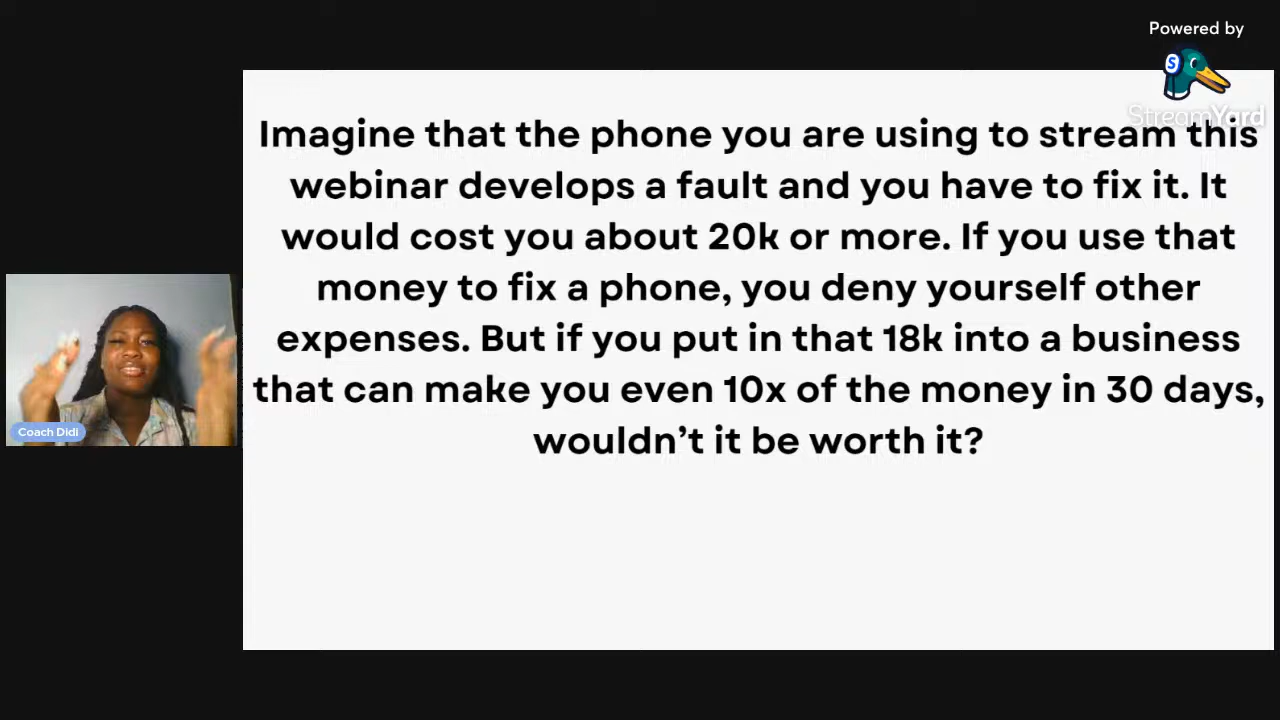 Powered by
StreamYard
Imagine that the phone you are using to stream this
webinar develops a fault and you have to fix it. It
would cost you about 20k or more. If you use that
money to fix a phone, you deny yourself other
expenses. But if you put in that 18k into a business
that can make you even 10x of the money in 30 days,
wouldn’t it be worth it?
Coach Didi